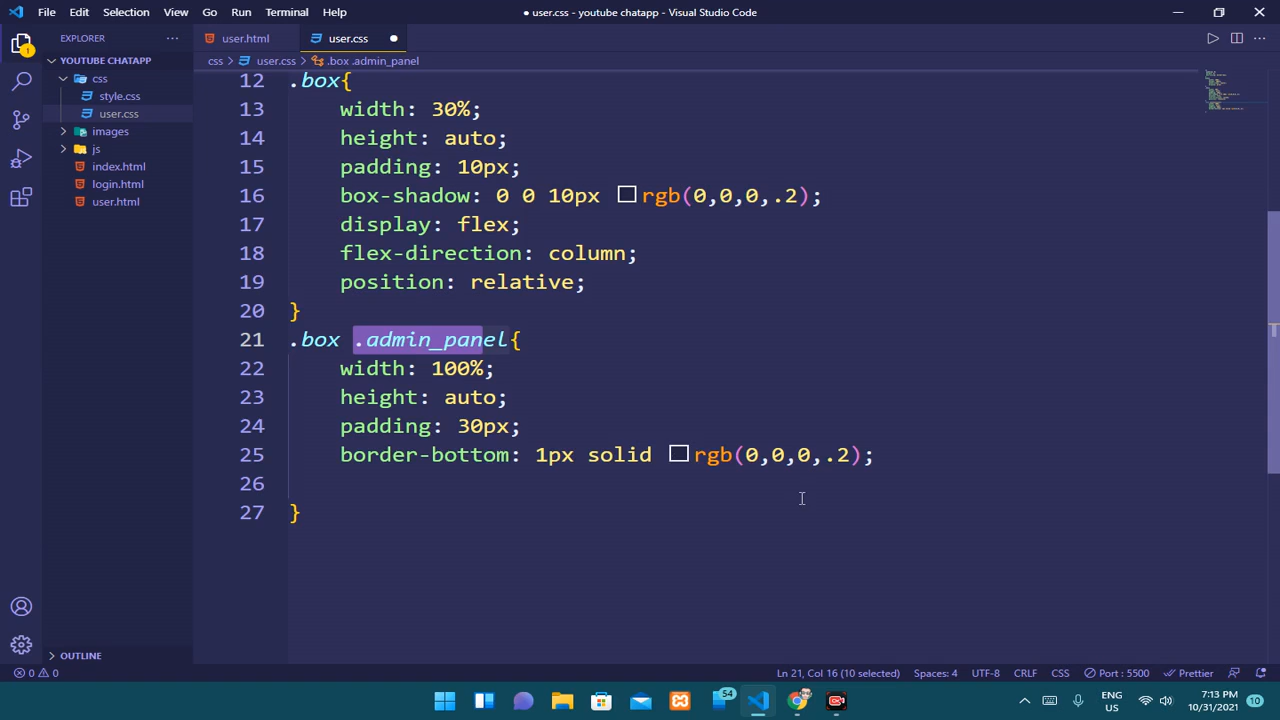 File Edit Selection View Go Run Terminal Help
● user.css - youtube chatapp - Visual Studio Code
EXPLORER
user.html
user.css
YOUTUBE CHATAPP
css > user.css > .box .admin_panel
css
style.css
user.css
images
js
index.html
login.html
user.html
12 .box{
13 width: 30%;
14 height: auto;
15 padding: 10px;
16 box-shadow: 0 0 10px rgb(0,0,0,.2);
17 display: flex;
18 flex-direction: column;
19 position: relative;
20 }
21 .box .admin_panel{
22 width: 100%;
23 height: auto;
24 padding: 30px;
25 border-bottom: 1px solid rgb(0,0,0,.2);
26
27 }
OUTLINE
0 0 Ln 21, Col 16 (10 selected) Spaces: 4 UTF-8 CRLF CSS Port : 5500 Prettier
1
54
ENG
US
7:13 PM
10/31/2021
10